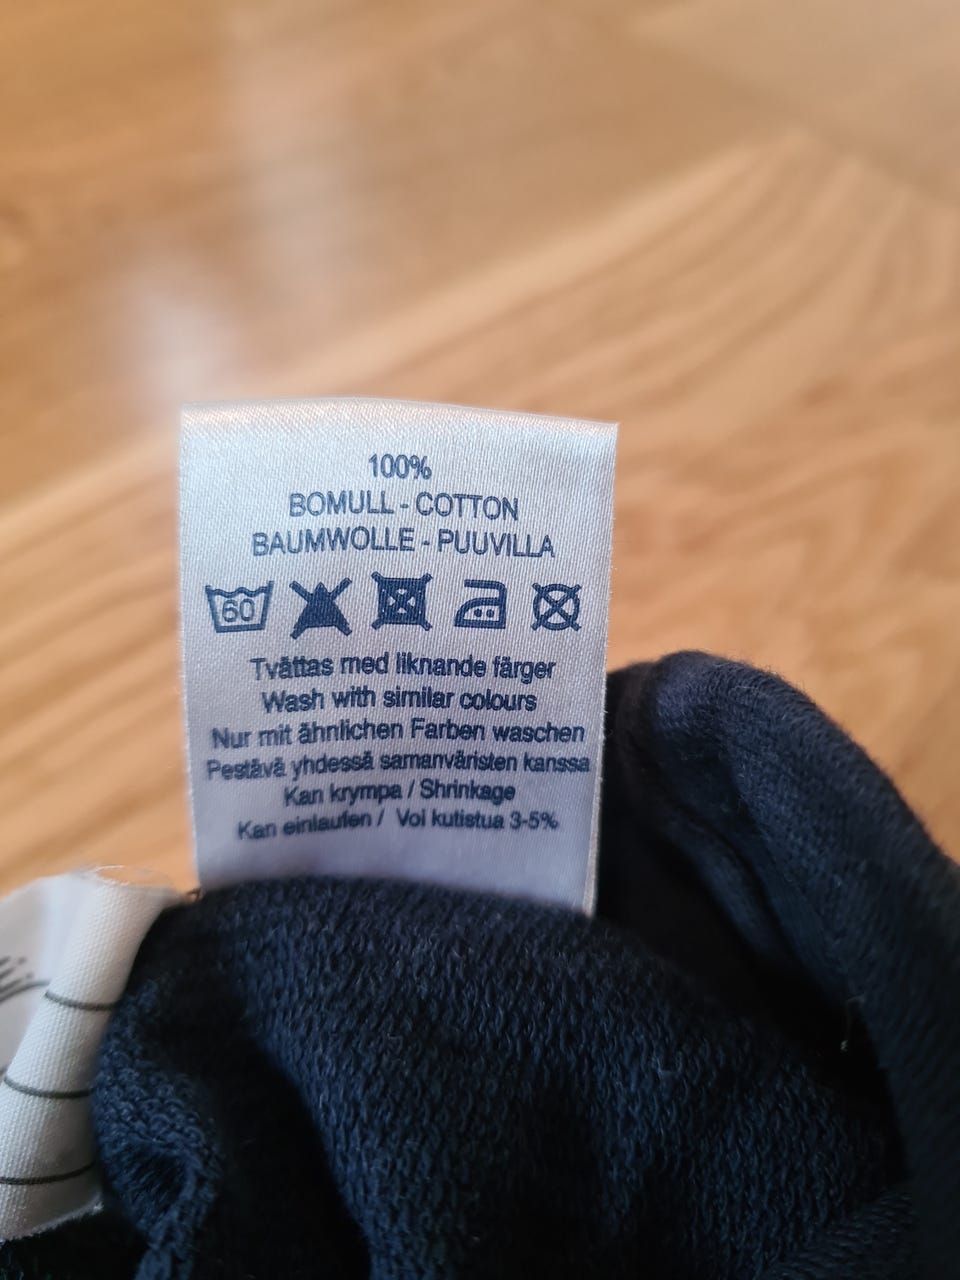 100%
BOMULL - COTTON
BAUMWOLLE - PUUVILLA
60
Tvättas med liknande färger
Wash with similar colours
Nur mit ähnlichen Farben waschen
Pestävä yhdessä samanväristen kanssa
Kan krympa / Shrinkage
Kan einlaufen / Voi kutistua 3-5%